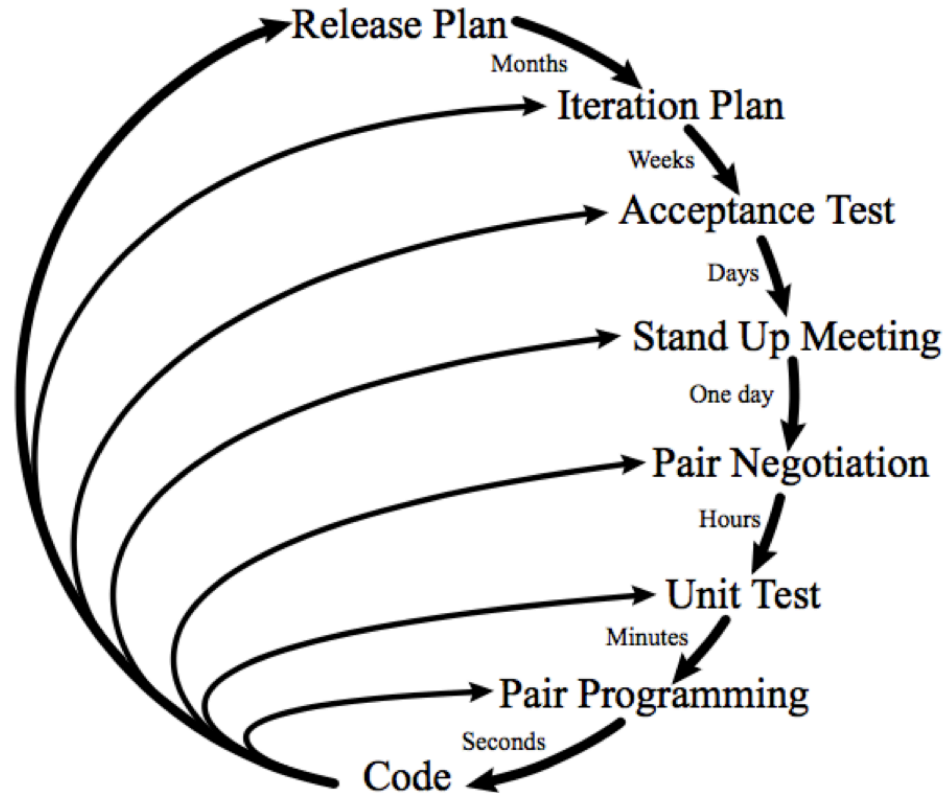 Release Plan
Months
Iteration Plan
Weeks
Acceptance Test
Days
Stand Up Meeting
One day
Pair Negotiation
Hours
Unit Test
Minutes
Pair Programming
Seconds
Code